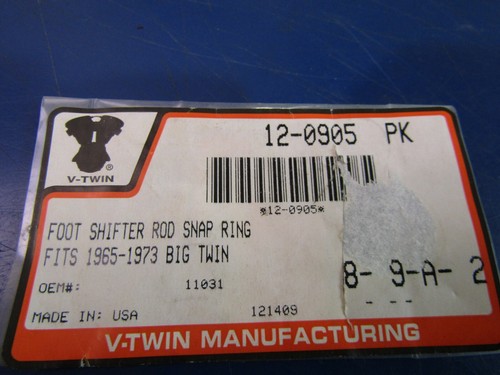 12-0905 PK
I
®
V-TWIN
*12-0905*
FOOT SHIFTER ROD SNAP RING
FITS 1965-1973 BIG TWIN
8- 9-A- 2
OEM#: 11031
MADE IN: USA 121409
V-TWIN MANUFACTURING